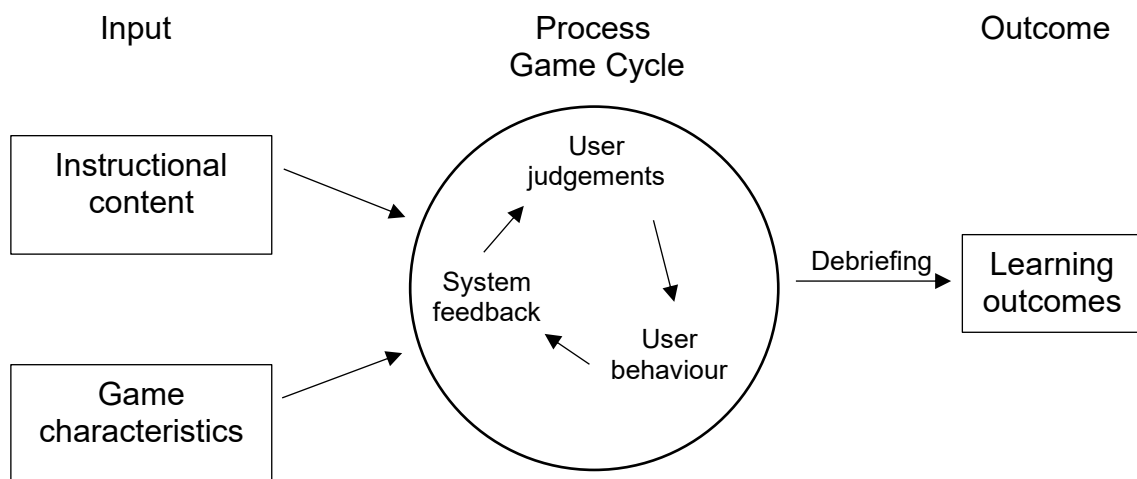 Input
Process
Game Cycle
Outcome
Instructional
content
Game
characteristics
User
judgements
System
feedback
User
behaviour
Debriefing
Learning
outcomes